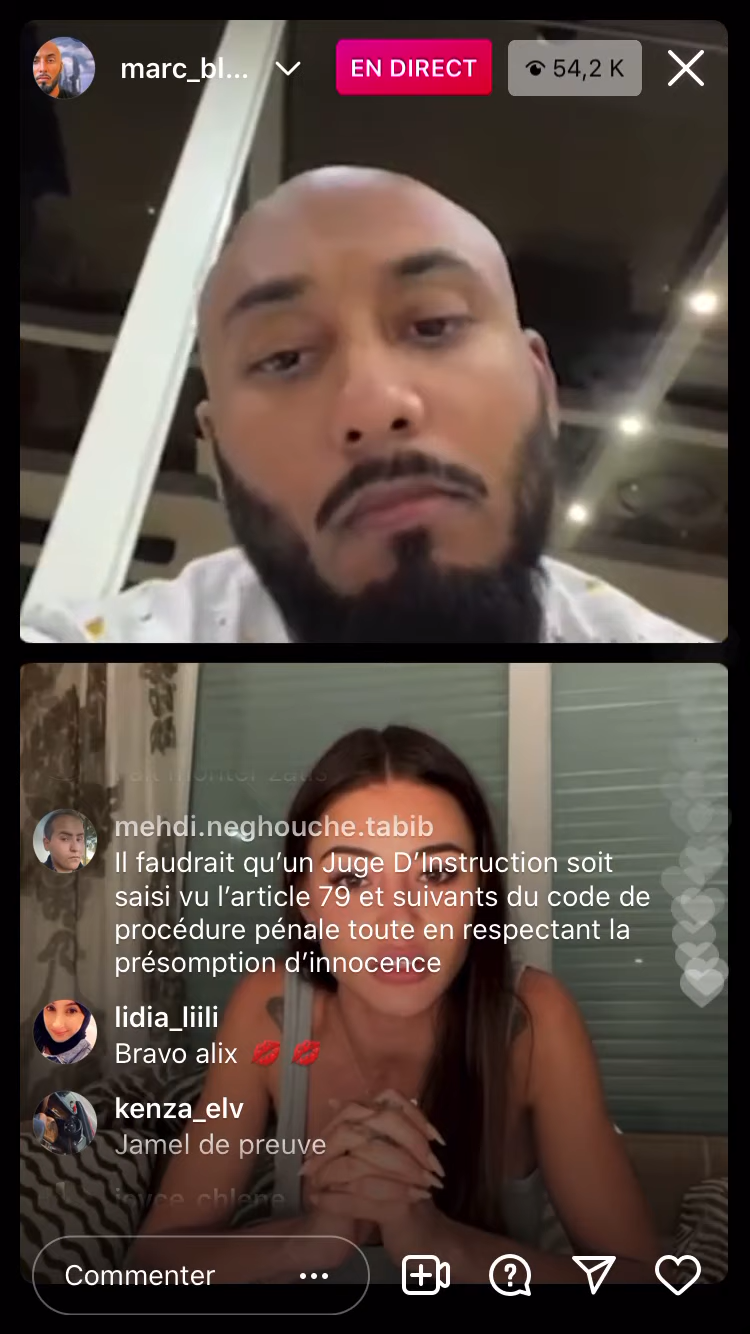 marc_bl...
EN DIRECT
54,2 K
mehdi.neghouche.tabib
Il faudrait qu’un Juge D’Instruction soit
saisi vu l’article 79 et suivants du code de
procédure pénale toute en respectant la
présomption d’innocence
lidia_liili
Bravo alix 💋 💋
kenza_elv
Jamel de preuve
joyce_chlene
Commenter